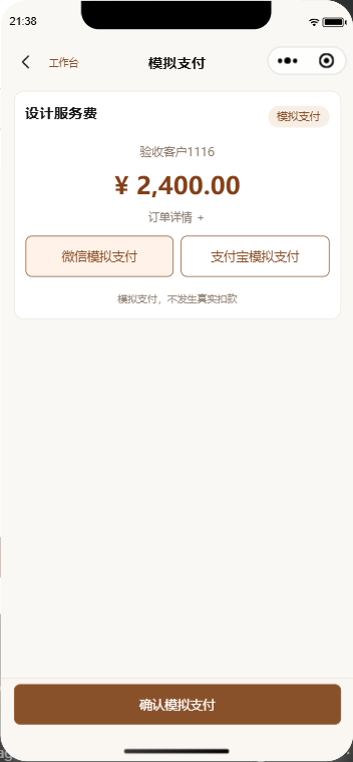 21:38
工作台
模拟支付
设计服务费
模拟支付
验收客户1116
¥ 2,400.00
订单详情 +
微信模拟支付
支付宝模拟支付
模拟支付，不发生真实扣款
确认模拟支付